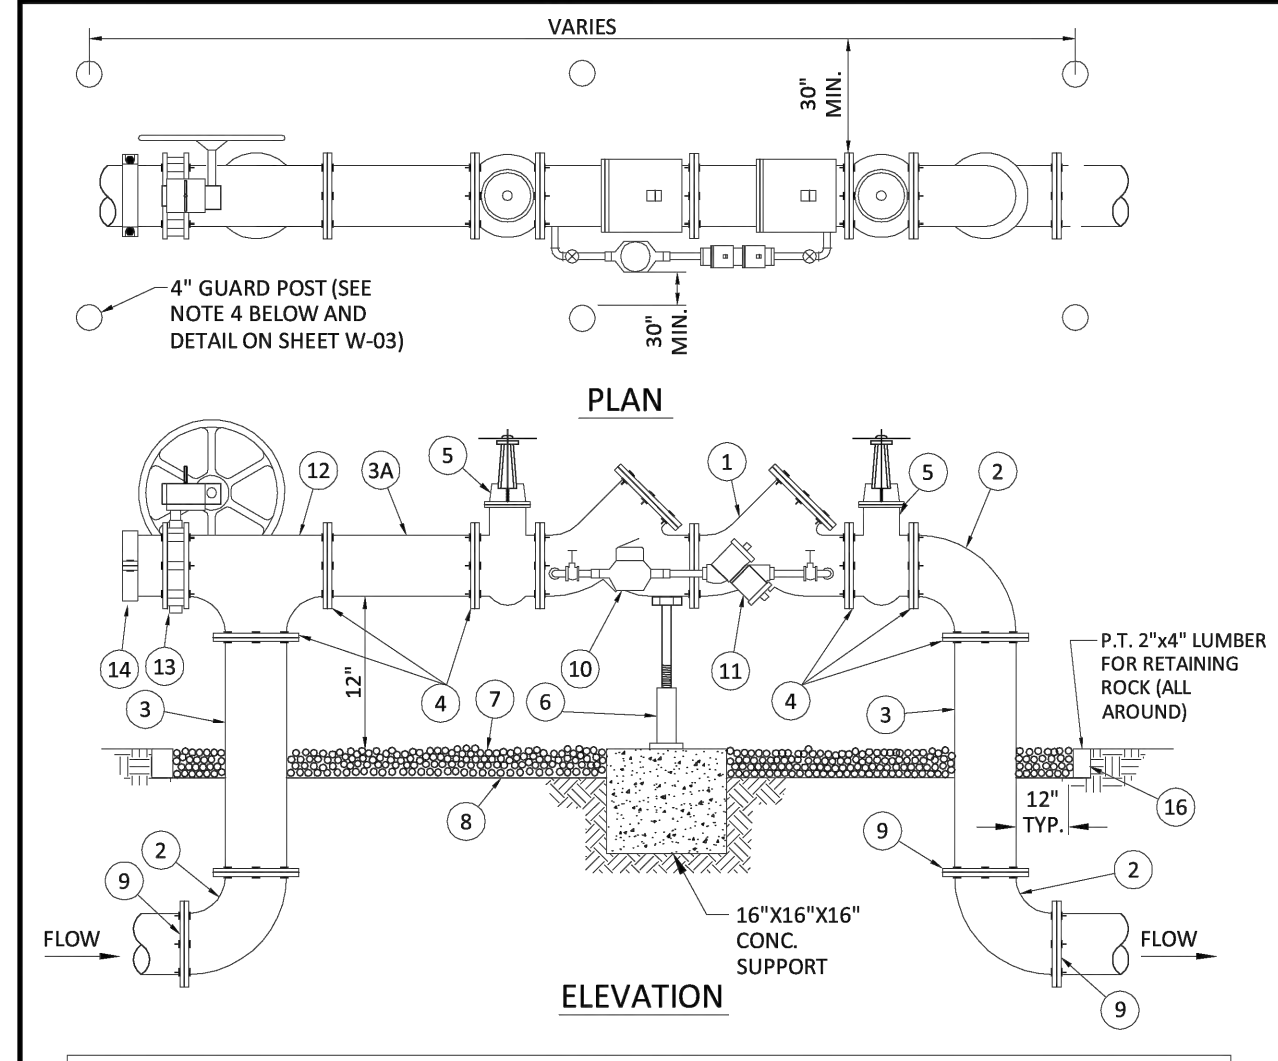 VARIES
30"
MIN.
4" GUARD POST (SEE
NOTE 4 BELOW AND
DETAIL ON SHEET W-03)
30"
MIN.
PLAN
12
3A
5
1
5
2
14
13
3
4
12"
7
6
10
11
4
3
P.T. 2"x4" LUMBER
FOR RETAINING
ROCK (ALL
AROUND)
8
12"
TYP.
16
2
9
9
2
16"X16"X16"
CONC.
SUPPORT
FLOW
FLOW
9
ELEVATION